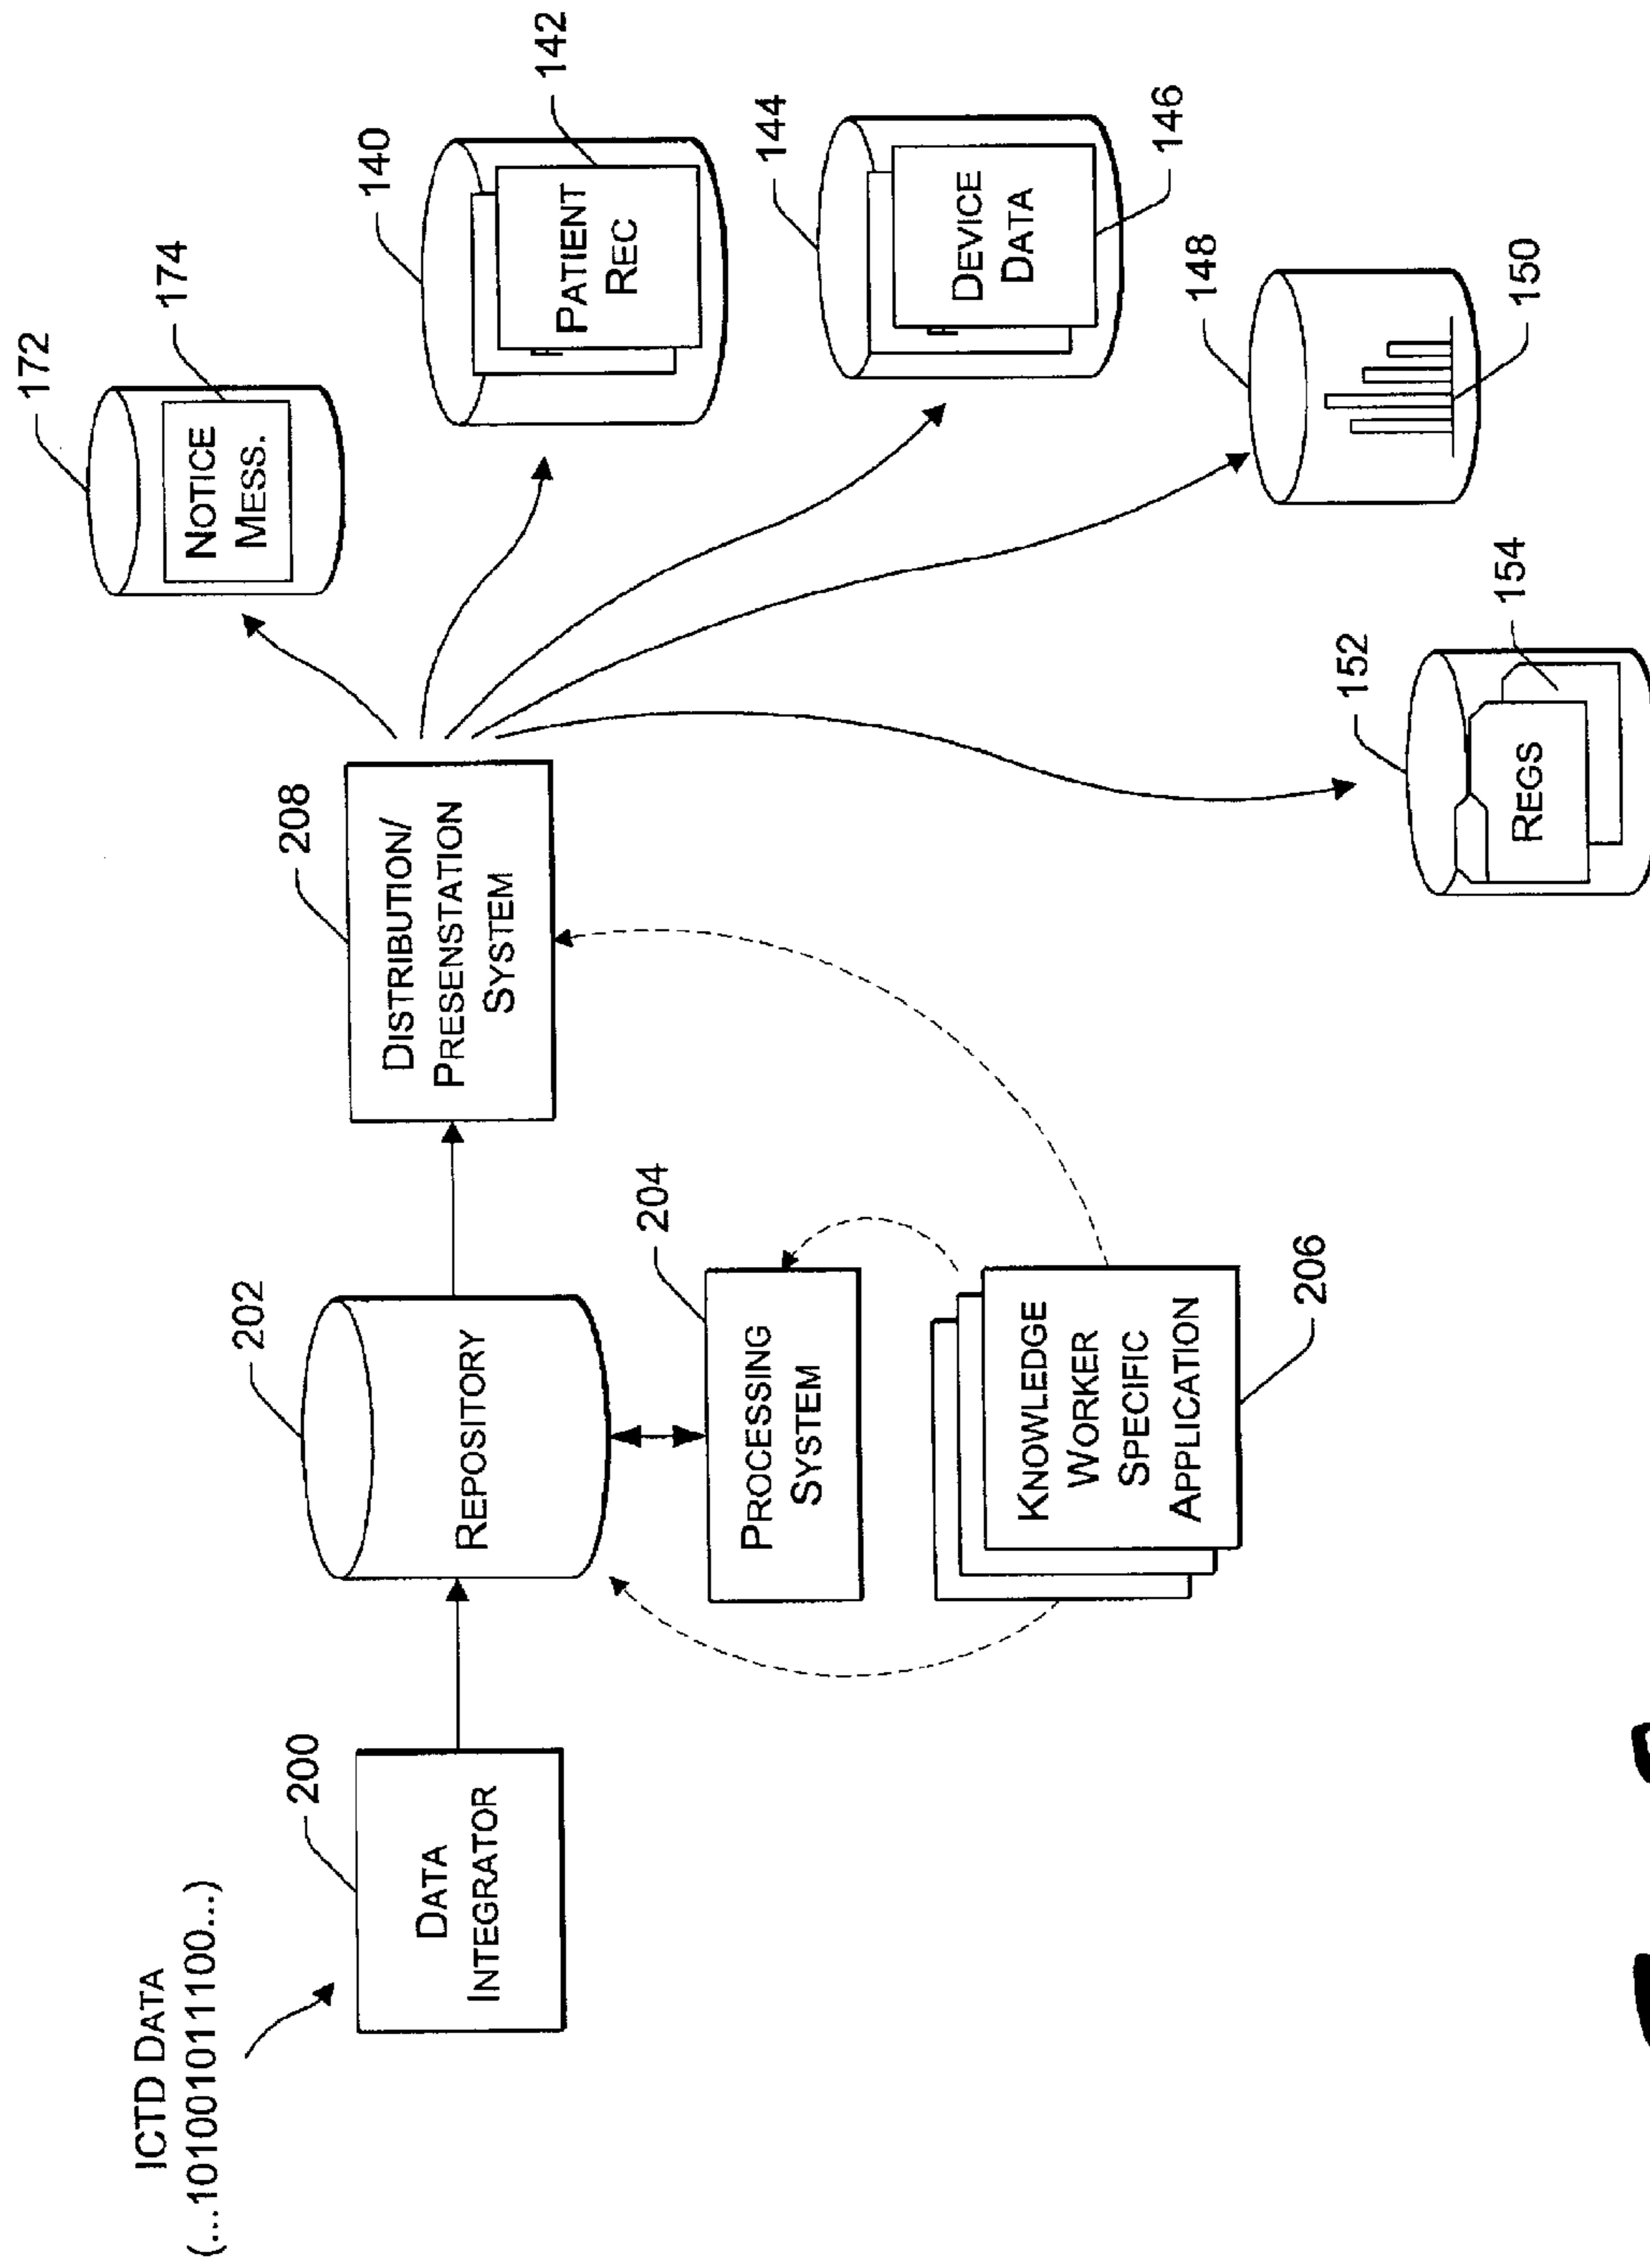 ICTD DATA
(...10100101011100...)
200
DATA
INTEGRATOR
202
REPOSITORY
204
PROCESSING
SYSTEM
KNOWLEDGE
WORKER
SPECIFIC
APPLICATION
206
208
DISTRIBUTION/
PRESENSTATION
SYSTEM
172
174
NOTICE
MESS.
140
142
PATIENT
REC
144
DEVICE
DATA
146
148
150
152
154
REGS